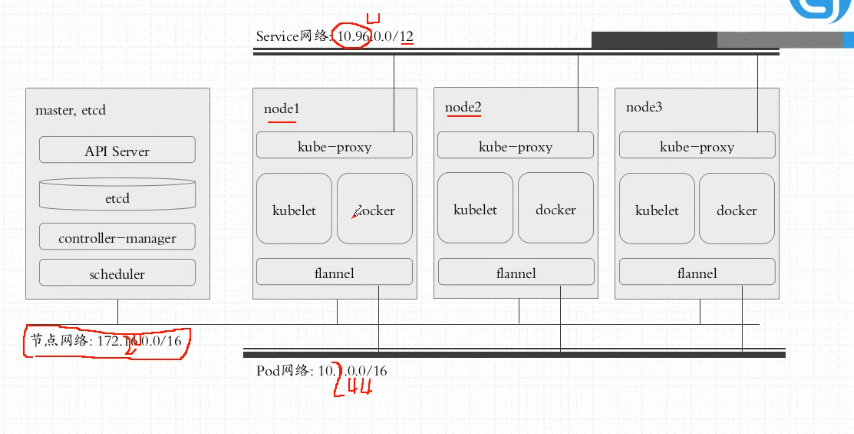 Service网络: 10.96.0.0/12
master, etcd
API Server
etcd
controller-manager
scheduler
node1
kube-proxy
kubelet
docker
flannel
node2
kube-proxy
kubelet
docker
flannel
node3
kube-proxy
kubelet
docker
flannel
节点网络: 172.16.0.0/16
Pod网络: 10.1.0.0/16
244